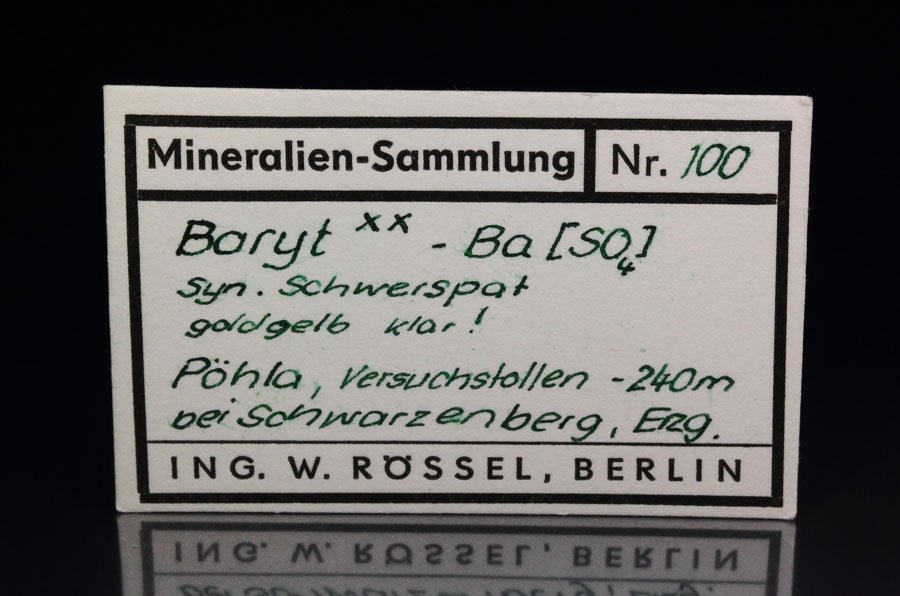 Mineralien-Sammlung Nr. 100
Baryt xx - Ba [SO4]
syn. Schwerspat
goldgelb klar!
Pöhla, Versuchstollen -240m
bei Schwarzenberg, Erzg.
ING. W. RÖSSEL, BERLIN